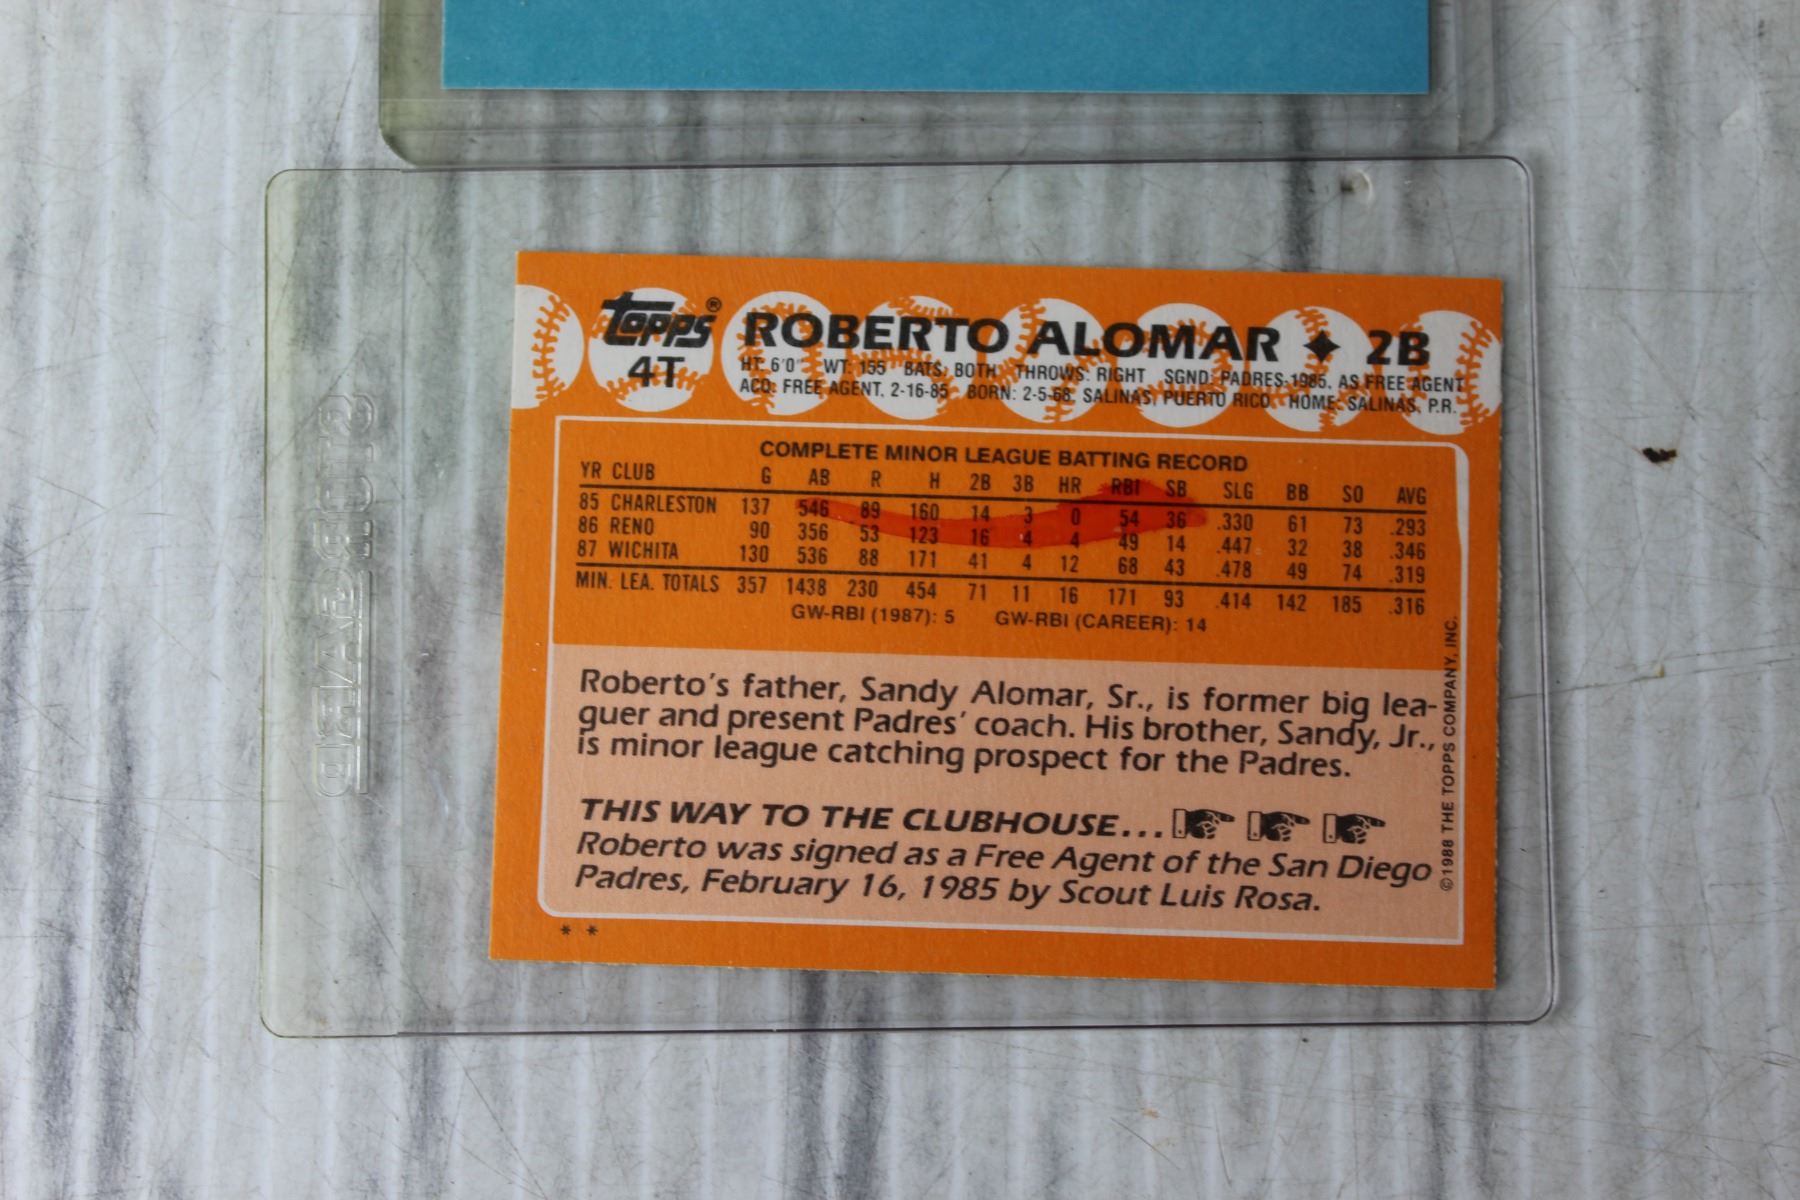 topps®
4T
ROBERTO ALOMAR ✦ 2B
HT: 6'0" WT: 155 BATS: BOTH THROWS: RIGHT SGND: PADRES-1985, AS FREE AGENT
ACQ: FREE AGENT, 2-16-85 BORN: 2-5-68, SALINAS, PUERTO RICO HOME: SALINAS, P.R.
COMPLETE MINOR LEAGUE BATTING RECORD
YR CLUB G AB R H 2B 3B HR RBI SB SLG BB SO AVG
85 CHARLESTON 137 546 89 160 14 3 0 54 36 .330 61 73 .293
86 RENO 90 356 53 123 16 4 4 49 14 .447 32 38 .346
87 WICHITA 130 536 88 171 41 4 12 68 43 .478 49 74 .319
MIN. LEA. TOTALS 357 1438 230 454 71 11 16 171 93 .414 142 185 .316
GW-RBI (1987): 5 GW-RBI (CAREER): 14
Roberto's father, Sandy Alomar, Sr., is former big lea-
guer and present Padres' coach. His brother, Sandy, Jr.,
is minor league catching prospect for the Padres.
THIS WAY TO THE CLUBHOUSE...
Roberto was signed as a Free Agent of the San Diego
Padres, February 16, 1985 by Scout Luis Rosa.
* *
©1988 THE TOPPS COMPANY, INC.
STOR♛SAVER